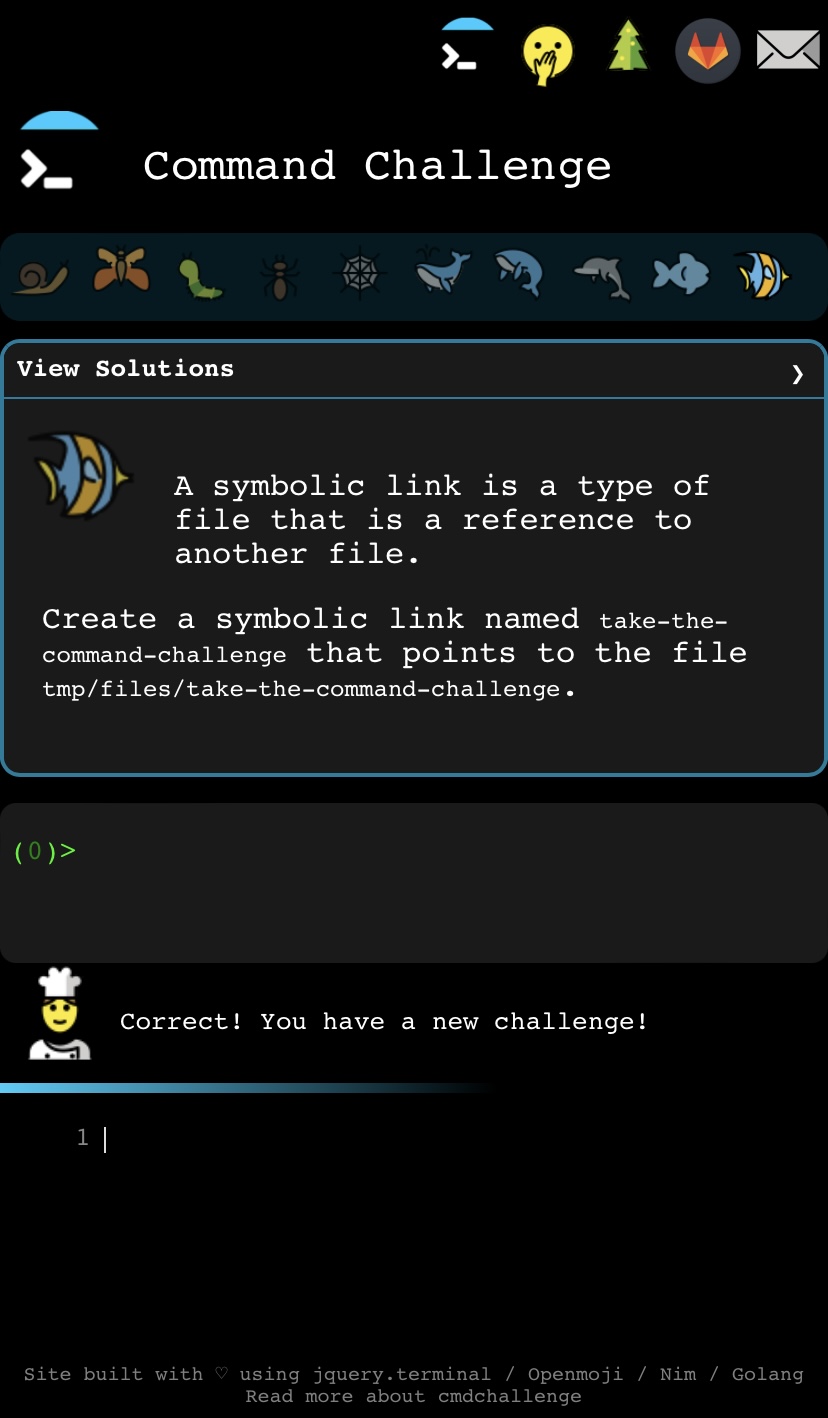 Command Challenge
View Solutions ❯
A symbolic link is a type of
file that is a reference to
another file.
Create a symbolic link named take-the-
command-challenge that points to the file
tmp/files/take-the-command-challenge.
(0)>
Correct! You have a new challenge!
1
Site built with ♡ using jquery.terminal / Openmoji / Nim / Golang
Read more about cmdchallenge